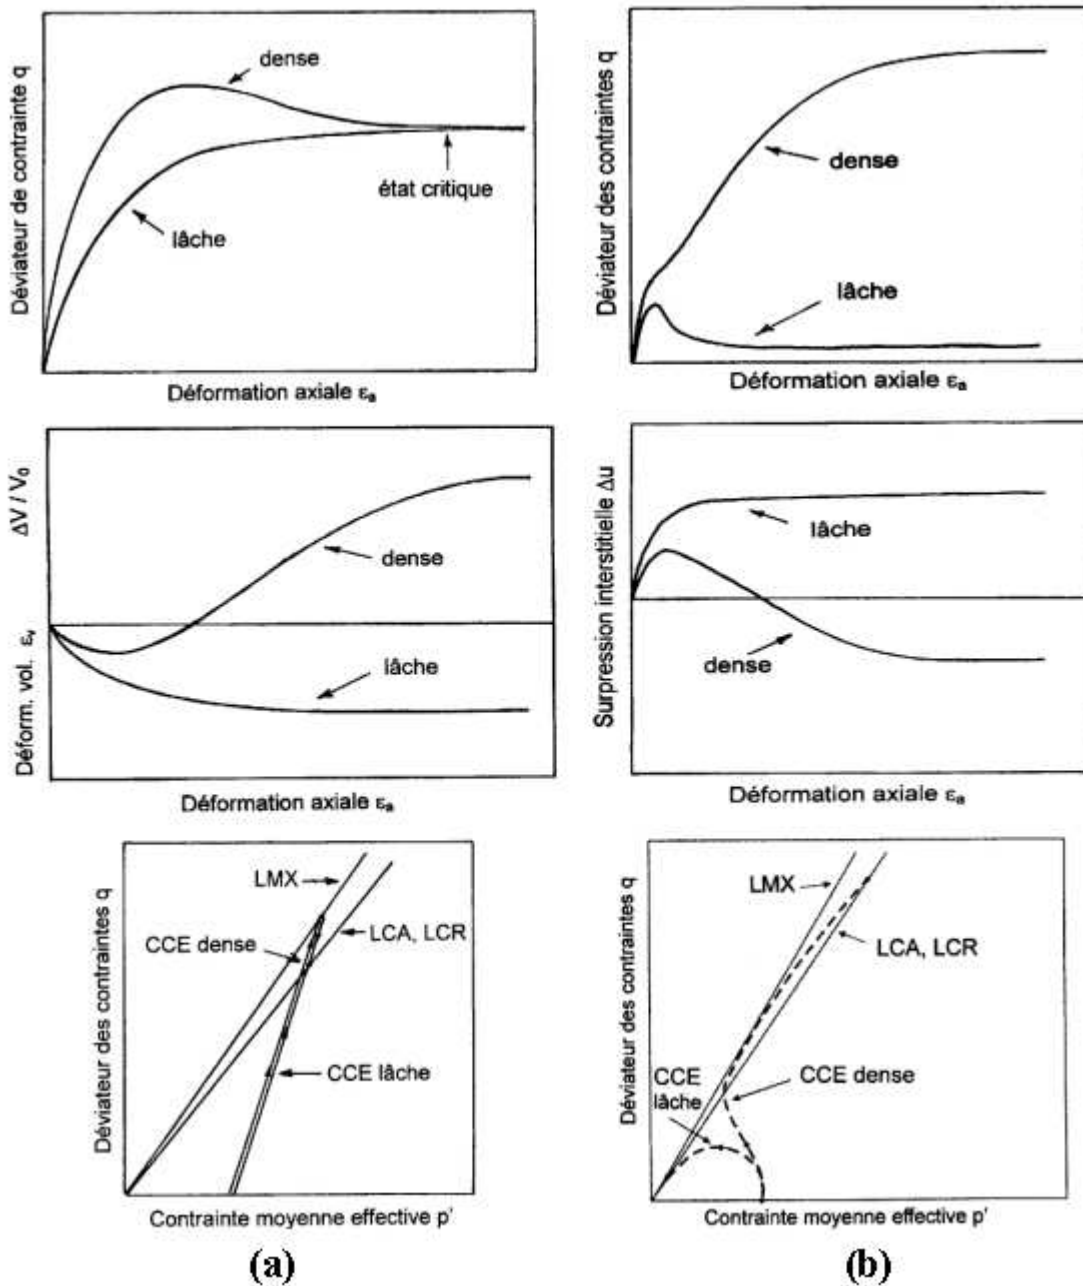 Déviateur de contrainte q
dense
état critique
lâche
Déformation axiale εa
Déviateur des contraintes q
dense
lâche
Déformation axiale εa
Déform. vol. εv ΔV / V0
dense
lâche
Déformation axiale εa
Surpression interstitielle Δu
lâche
dense
Déformation axiale εa
Déviateur des contraintes q
LMX
CCE dense
LCA, LCR
CCE lâche
Contrainte moyenne effective p'
(a)
Déviateur des contraintes q
LMX
LCA, LCR
CCE
lâche
CCE dense
Contrainte moyenne effective p'
(b)